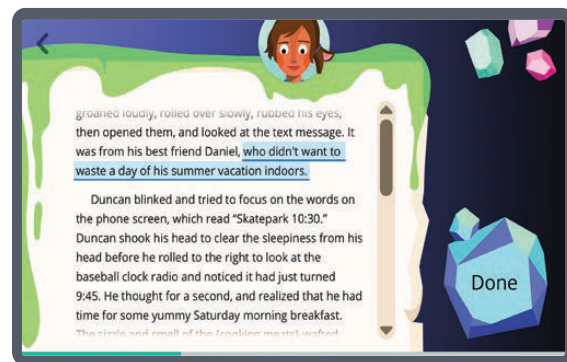 groaned loudly, rolled over slowly, rubbed his eyes,
then opened them, and looked at the text message. It
was from his best friend Daniel, who didn't want to
waste a day of his summer vacation indoors.
Duncan blinked and tried to focus on the words on
the phone screen, which read “Skatepark 10:30.”
Duncan shook his head to clear the sleepiness from his
head before he rolled to the right to look at the
baseball clock radio and noticed it had just turned
9:45. He thought for a second, and realized that he had
time for some yummy Saturday morning breakfast.
The sizzle and smell of the (cooking meats) wafted
Done